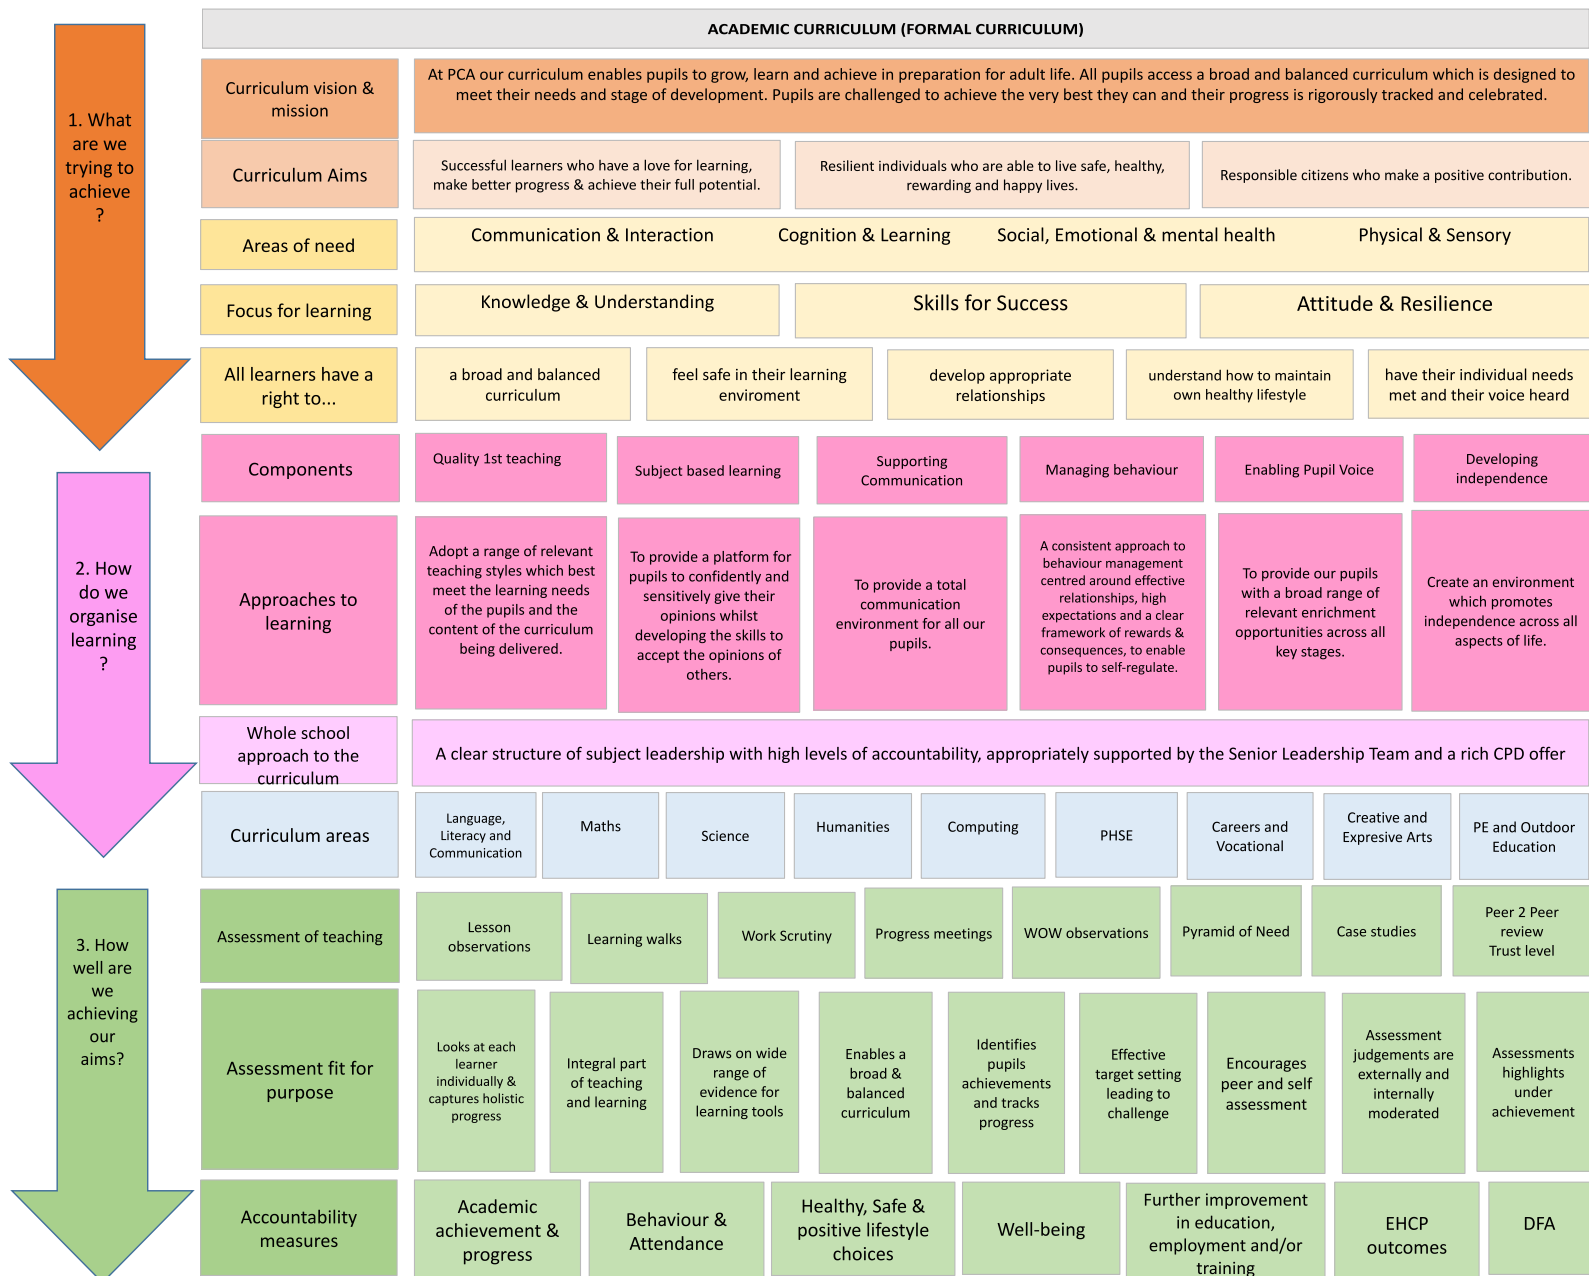 ACADEMIC CURRICULUM (FORMAL CURRICULUM)
1. What
are we
trying to
achieve
?
Curriculum vision &
mission
At PCA our curriculum enables pupils to grow, learn and achieve in preparation for adult life. All pupils access a broad and balanced curriculum which is designed to
meet their needs and stage of development. Pupils are challenged to achieve the very best they can and their progress is rigorously tracked and celebrated.
Curriculum Aims
Successful learners who have a love for learning,
make better progress & achieve their full potential.
Resilient individuals who are able to live safe, healthy,
rewarding and happy lives.
Responsible citizens who make a positive contribution.
Areas of need
Communication & Interaction
Cognition & Learning
Social, Emotional & mental health
Physical & Sensory
Focus for learning
Knowledge & Understanding
Skills for Success
Attitude & Resilience
All learners have a
right to...
a broad and balanced
curriculum
feel safe in their learning
enviroment
develop appropriate
relationships
understand how to maintain
own healthy lifestyle
have their individual needs
met and their voice heard
2. How
do we
organise
learning
?
Components
Quality 1st teaching
Subject based learning
Supporting
Communication
Managing behaviour
Enabling Pupil Voice
Developing
independence
Approaches to
learning
Adopt a range of relevant
teaching styles which best
meet the learning needs
of the pupils and the
content of the curriculum
being delivered.
To provide a platform for
pupils to confidently and
sensitively give their
opinions whilst
developing the skills to
accept the opinions of
others.
To provide a total
communication
environment for all our
pupils.
A consistent approach to
behaviour management
centred around effective
relationships, high
expectations and a clear
framework of rewards &
consequences, to enable
pupils to self-regulate.
To provide our pupils
with a broad range of
relevant enrichment
opportunities across all
key stages.
Create an environment
which promotes
independence across all
aspects of life.
Whole school
approach to the
curriculum
A clear structure of subject leadership with high levels of accountability, appropriately supported by the Senior Leadership Team and a rich CPD offer
Curriculum areas
Language,
Literacy and
Communication
Maths
Science
Humanities
Computing
PHSE
Careers and
Vocational
Creative and
Expresive Arts
PE and Outdoor
Education
3. How
well are
we
achieving
our
aims?
Assessment of teaching
Lesson
observations
Learning walks
Work Scrutiny
Progress meetings
WOW observations
Pyramid of Need
Case studies
Peer 2 Peer
review
Trust level
Assessment fit for
purpose
Looks at each
learner
individually &
captures holistic
progress
Integral part
of teaching
and learning
Draws on wide
range of
evidence for
learning tools
Enables a
broad &
balanced
curriculum
Identifies
pupils
achievements
and tracks
progress
Effective
target setting
leading to
challenge
Encourages
peer and self
assessment
Assessment
judgements are
externally and
internally
moderated
Assessments
highlights
under
achievement
Accountability
measures
Academic
achievement &
progress
Behaviour &
Attendance
Healthy, Safe &
positive lifestyle
choices
Well-being
Further improvement
in education,
employment and/or
training
EHCP
outcomes
DFA